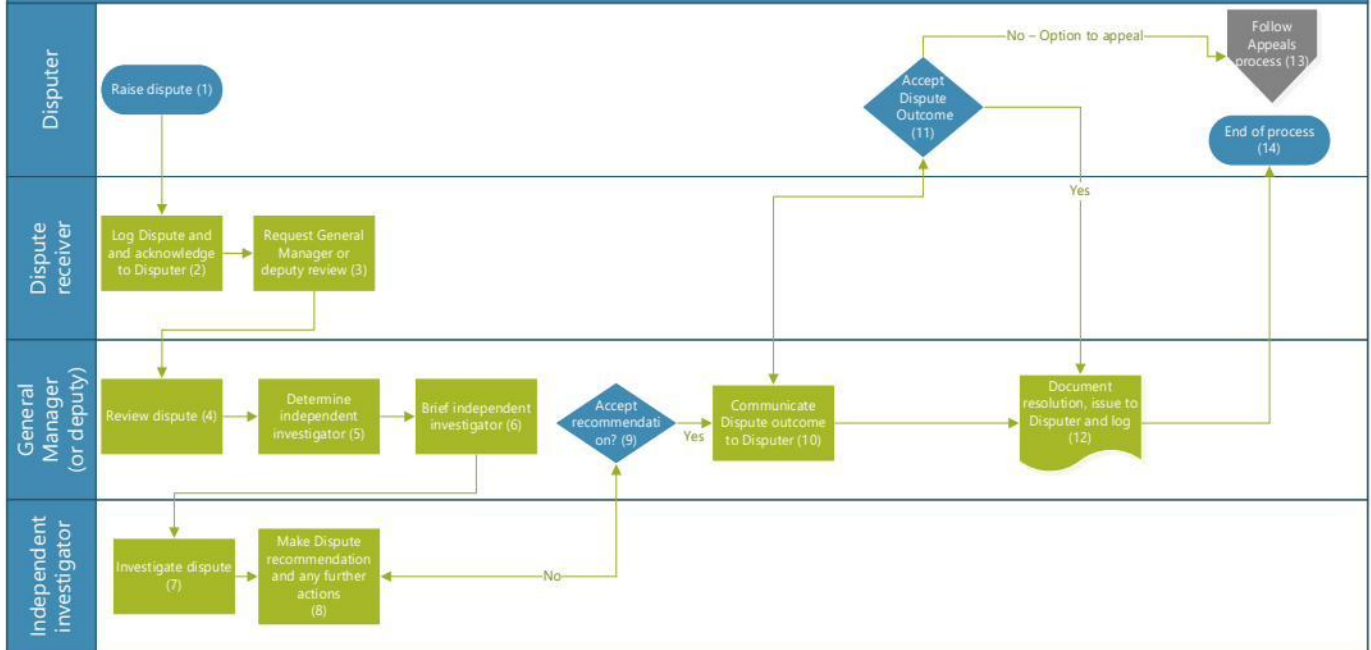 Disputer
Raise dispute (1)
Accept
Dispute
Outcome
(11)
No – Option to appeal
Follow
Appeals
process (13)
End of process
(14)
Yes
Dispute
receiver
Log Dispute and
and acknowledge
to Disputer (2)
Request General
Manager or
deputy review (3)
General
Manager
(or deputy)
Review dispute (4)
Determine
independent
investigator (5)
Brief independent
investigator (6)
Accept
recommendati
on? (9)
Yes
Communicate
Dispute outcome
to Disputer (10)
Document
resolution, issue to
Disputer and log
(12)
Independent
investigator
Investigate dispute
(7)
Make Dispute
recommendation
and any further
actions
(8)
No